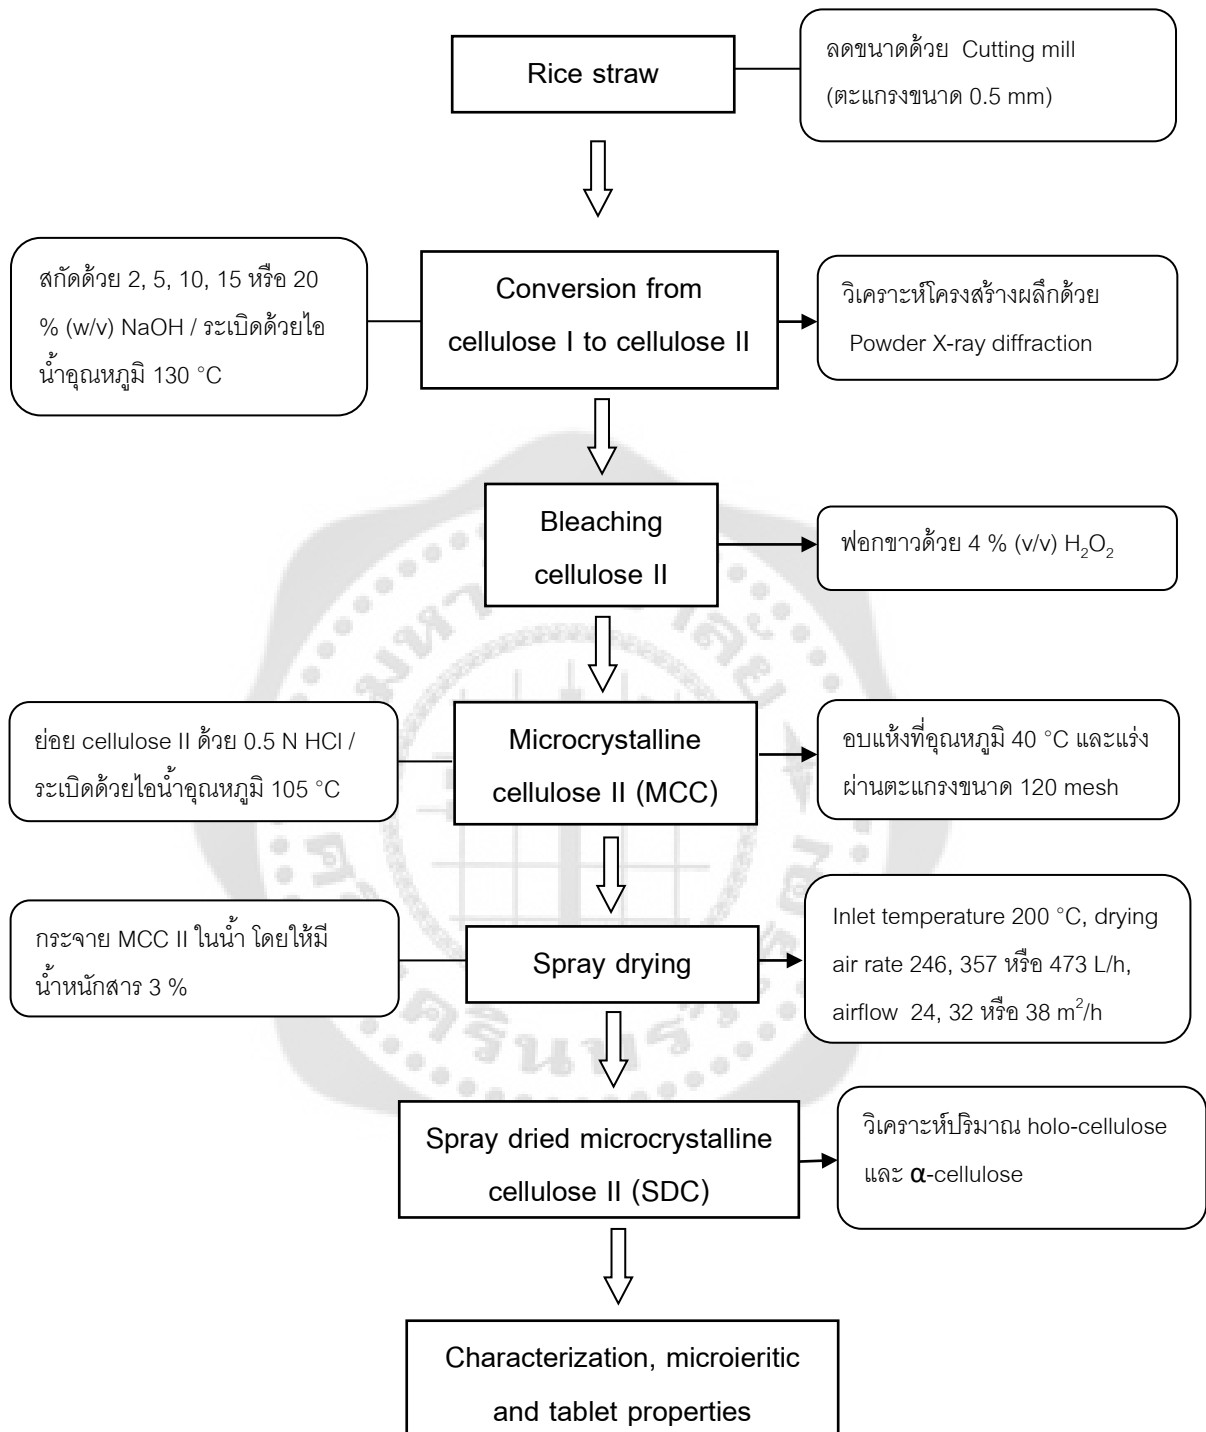 Rice straw
ลดขนาดด้วย Cutting mill
(ตะแกรงขนาด 0.5 mm)
สกัดด้วย 2, 5, 10, 15 หรือ 20
% (w/v) NaOH / ระเบิดด้วยไอ
น้ำอุณหภูมิ 130 °C
Conversion from
cellulose I to cellulose II
วิเคราะห์โครงสร้างผลึกด้วย
Powder X-ray diffraction
Bleaching
cellulose II
ฟอกขาวด้วย 4 % (v/v) H₂O₂
ย่อย cellulose II ด้วย 0.5 N HCl /
ระเบิดด้วยไอน้ำอุณหภูมิ 105 °C
Microcrystalline
cellulose II (MCC)
อบแห้งที่อุณหภูมิ 40 °C และแร่ง
ผ่านตะแกรงขนาด 120 mesh
กระจาย MCC II ในน้ำ โดยให้มี
น้ำหนักสาร 3 %
Spray drying
Inlet temperature 200 °C, drying
air rate 246, 357 หรือ 473 L/h,
airflow 24, 32 หรือ 38 m²/h
Spray dried microcrystalline
cellulose II (SDC)
วิเคราะห์ปริมาณ holo-cellulose
และ α-cellulose
Characterization, microieritic
and tablet properties